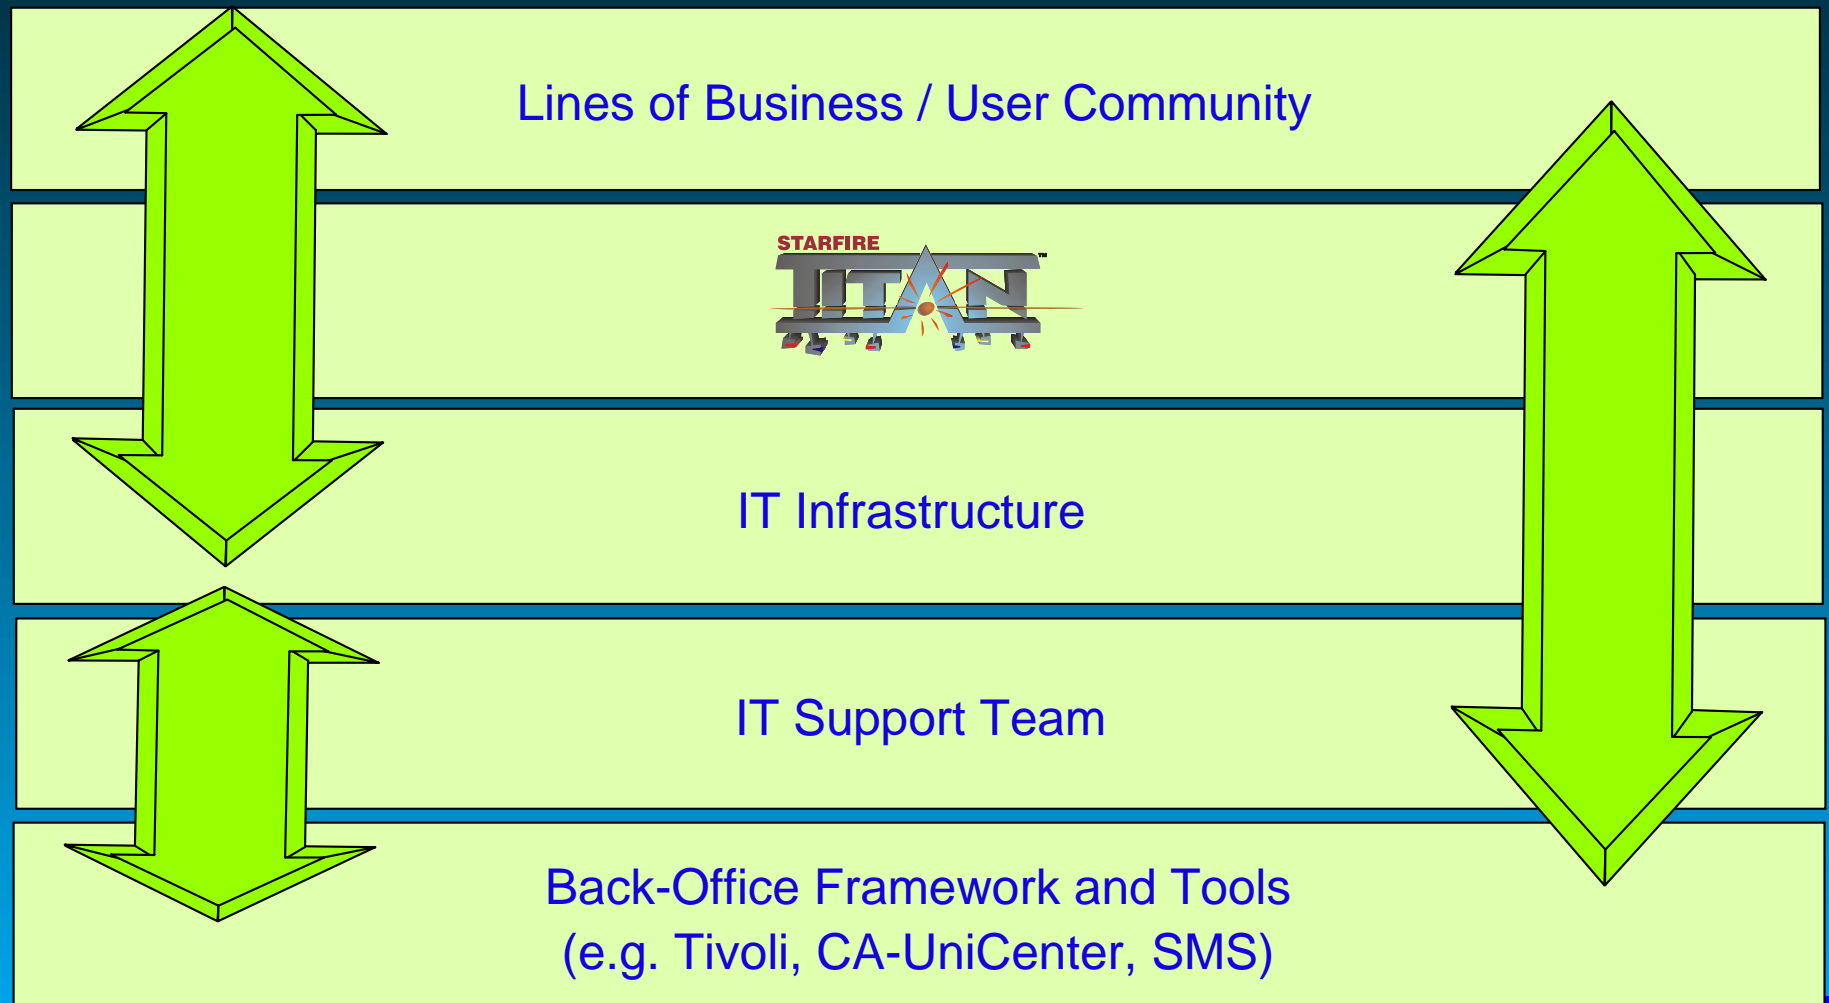 Lines of Business / User Community
STARFIRE
TITAN™
IT Infrastructure
IT Support Team
Back-Office Framework and Tools
(e.g. Tivoli, CA-UniCenter, SMS)